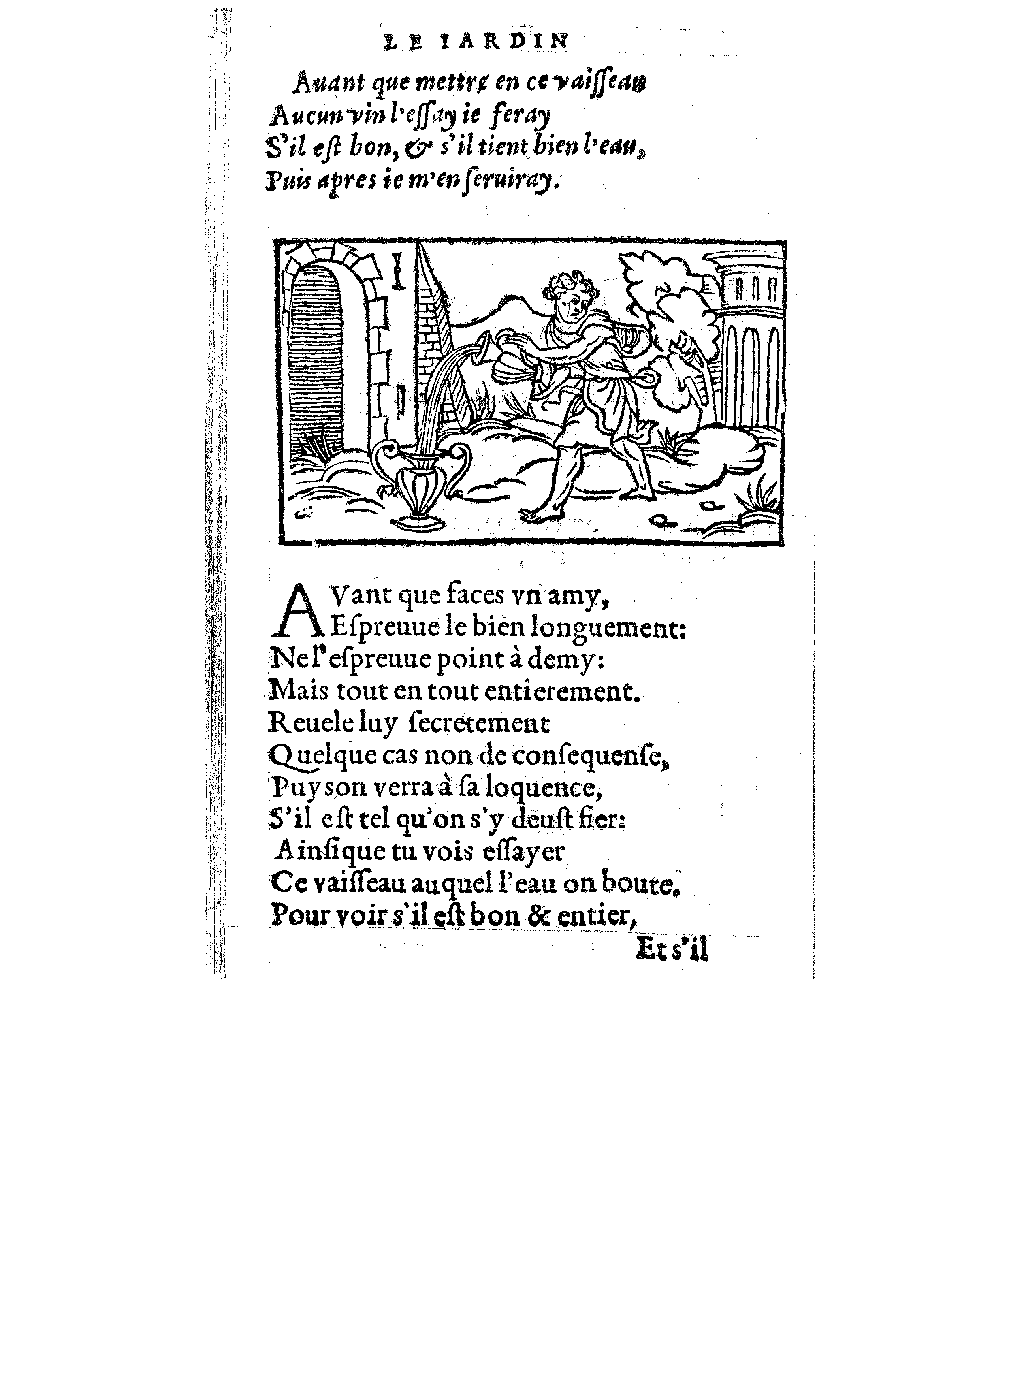 LE IARDIN
Auant que mettre en ce vaiſſeau
Aucun vin l'eſſay ie feray
S'il eſt bon, & s'il tient bien l'eau,
Puis apres ie m'en ſeruiray.
AVant que faces vn amy,
Eſpreuue le bien longuement:
Ne l'eſpreuue point à demy:
Mais tout en tout entierement.
Reuele luy ſecretement
Quelque cas non de conſequenſe,
Puys on verra à ſa loquence,
S'il eſt tel qu'on s'y deuſt fier:
Ainſi que tu vois eſſayer
Ce vaiſſeau auquel l'eau on boute.
Pour voir s'il eſt bon & entier,
Et s'il